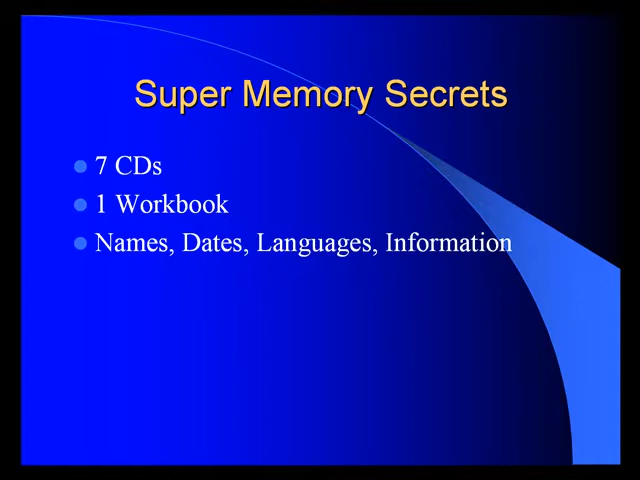 Super Memory Secrets
7 CDs
1 Workbook
Names, Dates, Languages, Information